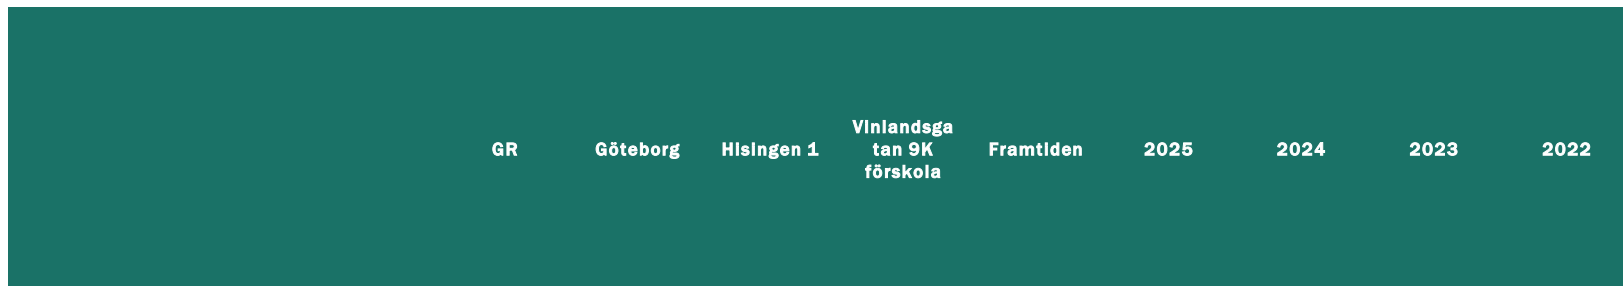 GR Göteborg Hisingen 1 Vinlandsga
tan 9K
förskola Framtiden 2025 2024 2023 2022